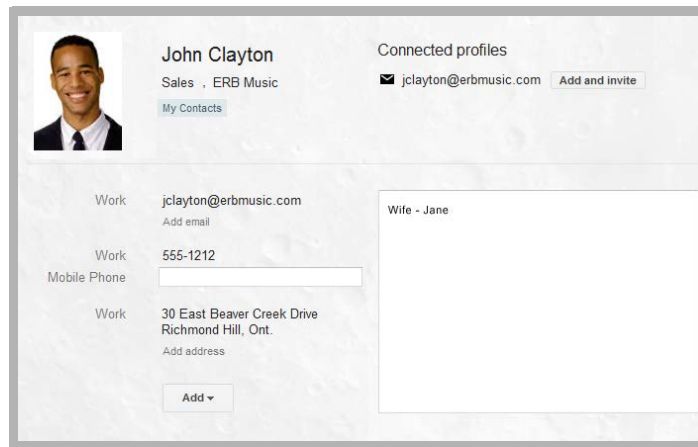 John Clayton
Sales , ERB Music
My Contacts
Connected profiles
jclayton@erbmusic.com Add and invite
Work jclayton@erbmusic.com
Add email
Work 555-1212
Mobile Phone
Work 30 East Beaver Creek Drive
Richmond Hill, Ont.
Add address
Add
Wife - Jane